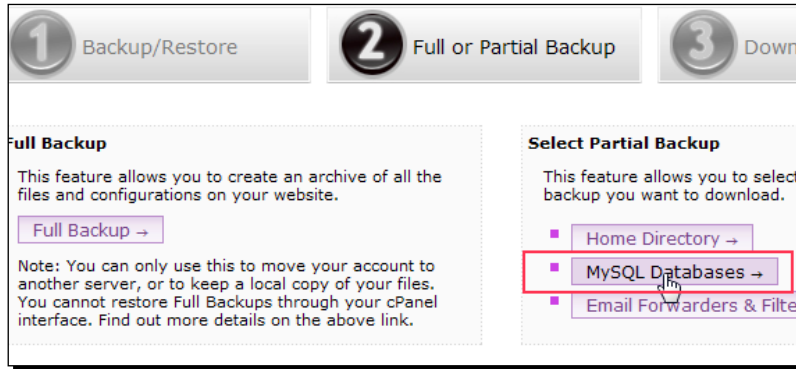 1 Backup/Restore
2 Full or Partial Backup
3
Full Backup
This feature allows you to create an archive of all the
files and configurations on your website.
Full Backup →
Note: You can only use this to move your account to
another server, or to keep a local copy of your files.
You cannot restore Full Backups through your cPanel
interface. Find out more details on the above link.
Select Partial Backup
This feature allows you to select
backup you want to download.
Home Directory →
MySQL Databases →
Email Forwarders &